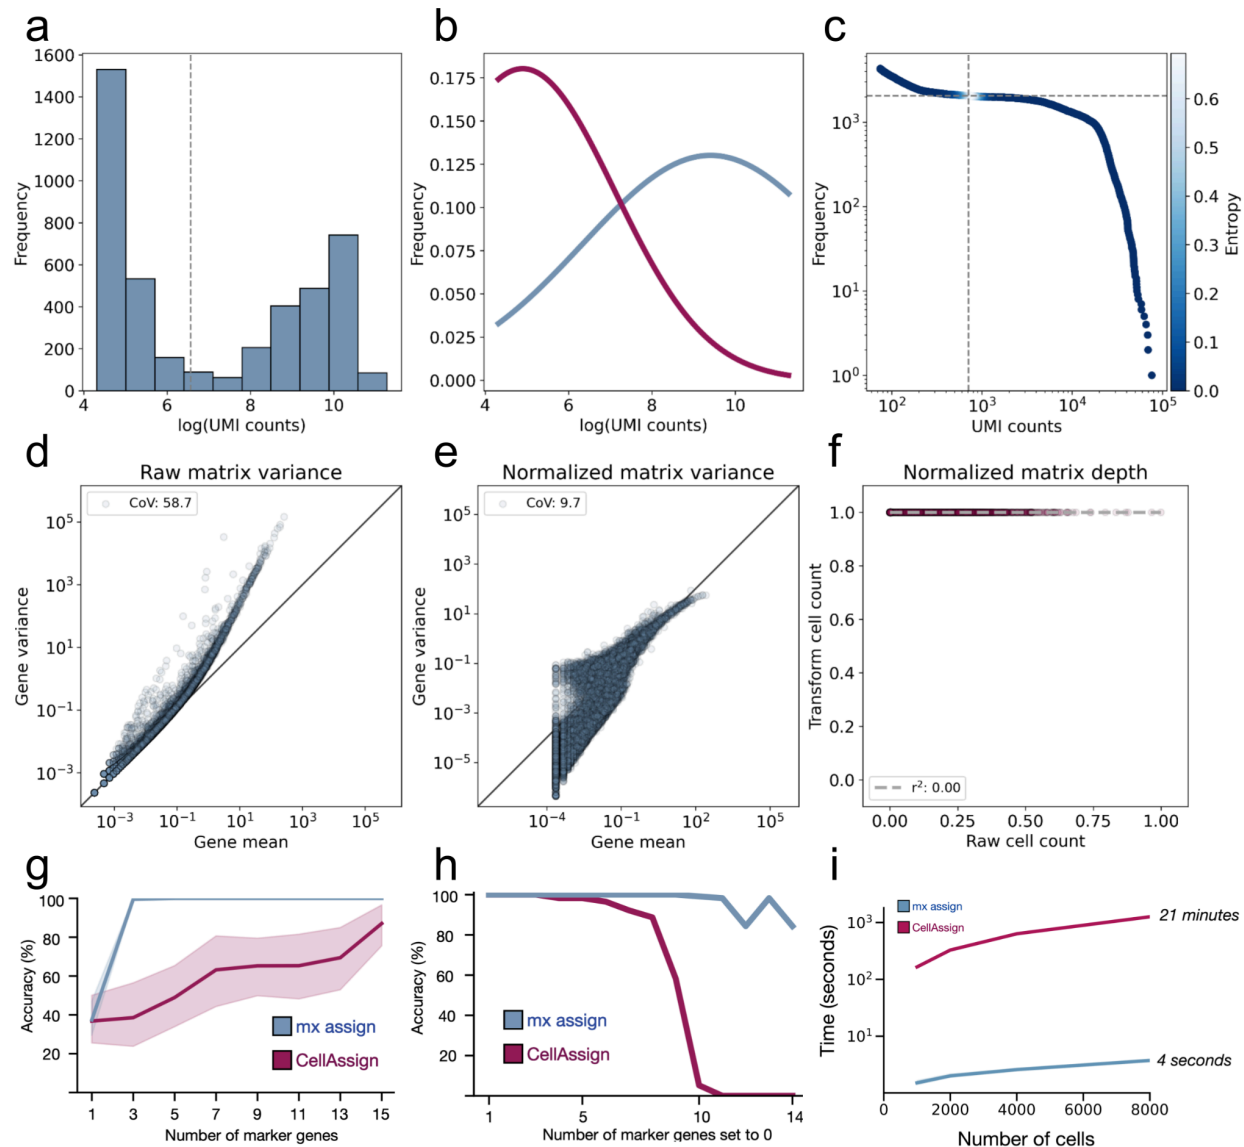 a
1600
1400
1200
1000
800
600
400
200
0
Frequency
4
6
8
10
log(UMI counts)
b
0.175
0.150
0.125
0.100
0.075
0.050
0.025
0.000
Frequency
4
6
8
10
log(UMI counts)
c
10³
10²
10¹
10⁰
Frequency
10²
10³
10⁴
10⁵
UMI counts
0.6
0.5
0.4
0.3
0.2
0.1
0.0
Entropy
d
Raw matrix variance
CoV: 58.7
10⁵
10³
10¹
10⁻¹
10⁻³
Gene variance
10⁻³
10⁻¹
10¹
10³
10⁵
Gene mean
e
Normalized matrix variance
CoV: 9.7
10⁵
10³
10¹
10⁻¹
10⁻³
10⁻⁵
Gene variance
10⁻⁴
10⁻¹
10²
10⁵
Gene mean
f
Normalized matrix depth
1.0
0.8
0.6
0.4
0.2
0.0
Transform cell count
r²: 0.00
0.00
0.25
0.50
0.75
1.00
Raw cell count
g
100
80
60
40
20
Accuracy (%)
mx assign
CellAssign
1
3
5
7
9
11
13
15
Number of marker genes
h
100
80
60
40
20
Accuracy (%)
mx assign
CellAssign
1
5
10
14
Number of marker genes set to 0
i
mx assign
CellAssign
10³
10²
10¹
Time (seconds)
21 minutes
4 seconds
0
2000
4000
6000
8000
Number of cells